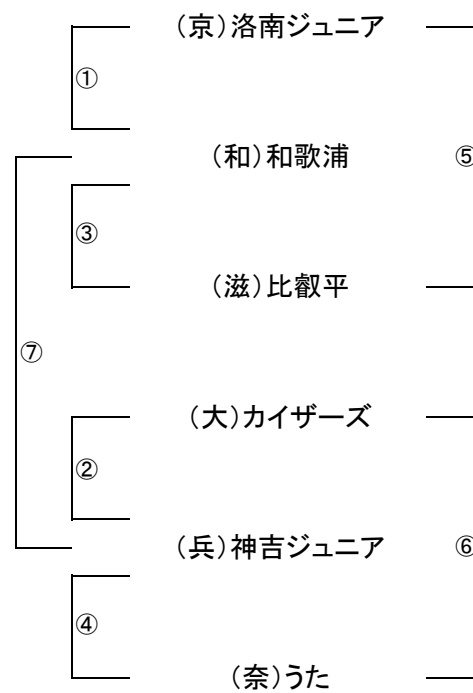 (京)洛南ジュニア
①
(和)和歌浦
⑤
③
(滋)比叡平
⑦
(大)カイザーズ
②
(兵)神吉ジュニア
⑥
④
(奈)うた